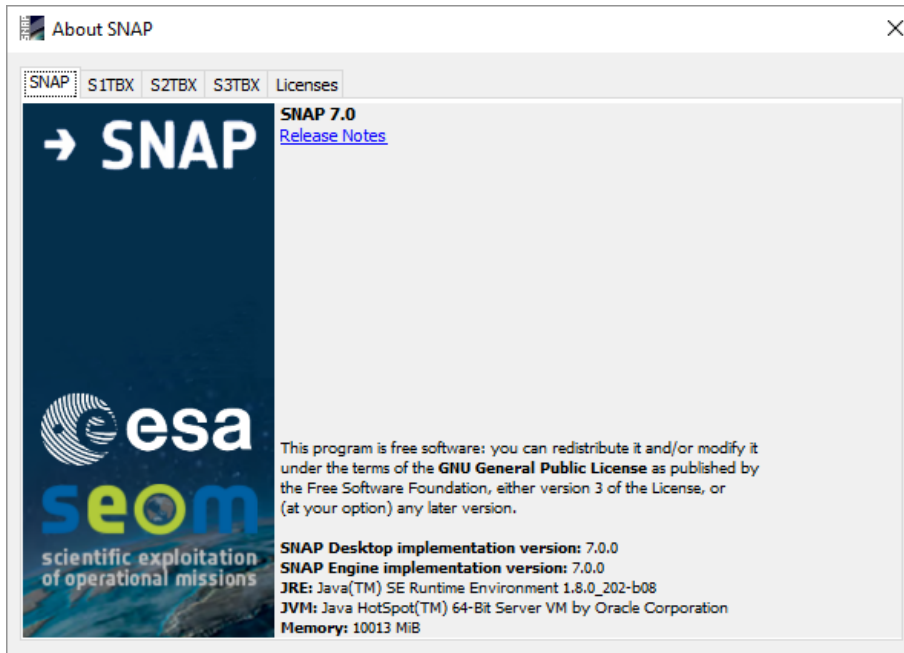 About SNAP
SNAP S1TBX S2TBX S3TBX Licenses
→ SNAP
SNAP 7.0
Release Notes
esa
seom
scientific exploitation
of operational missions
This program is free software: you can redistribute it and/or modify it
under the terms of the GNU General Public License as published by
the Free Software Foundation, either version 3 of the License, or
(at your option) any later version.
SNAP Desktop implementation version: 7.0.0
SNAP Engine implementation version: 7.0.0
JRE: Java(TM) SE Runtime Environment 1.8.0_202-b08
JVM: Java HotSpot(TM) 64-Bit Server VM by Oracle Corporation
Memory: 10013 MiB